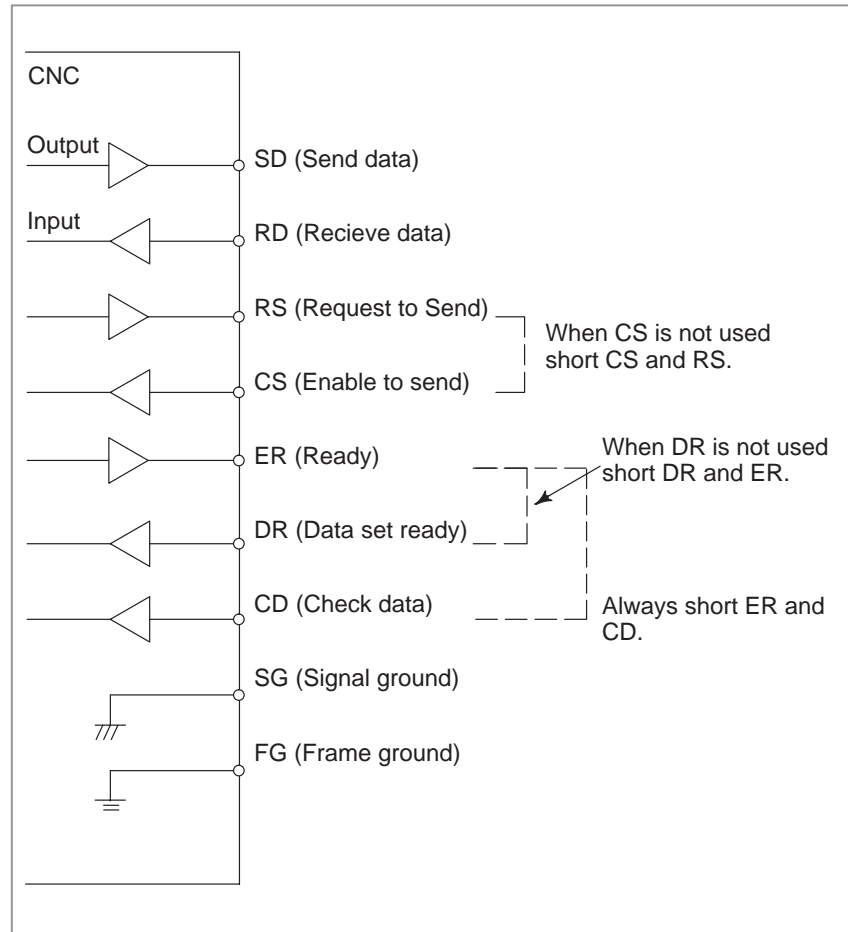 CNC
Output
SD (Send data)
Input
RD (Recieve data)
RS (Request to Send)
When CS is not used
short CS and RS.
CS (Enable to send)
ER (Ready)
When DR is not used
short DR and ER.
DR (Data set ready)
CD (Check data)
Always short ER and
CD.
SG (Signal ground)
FG (Frame ground)